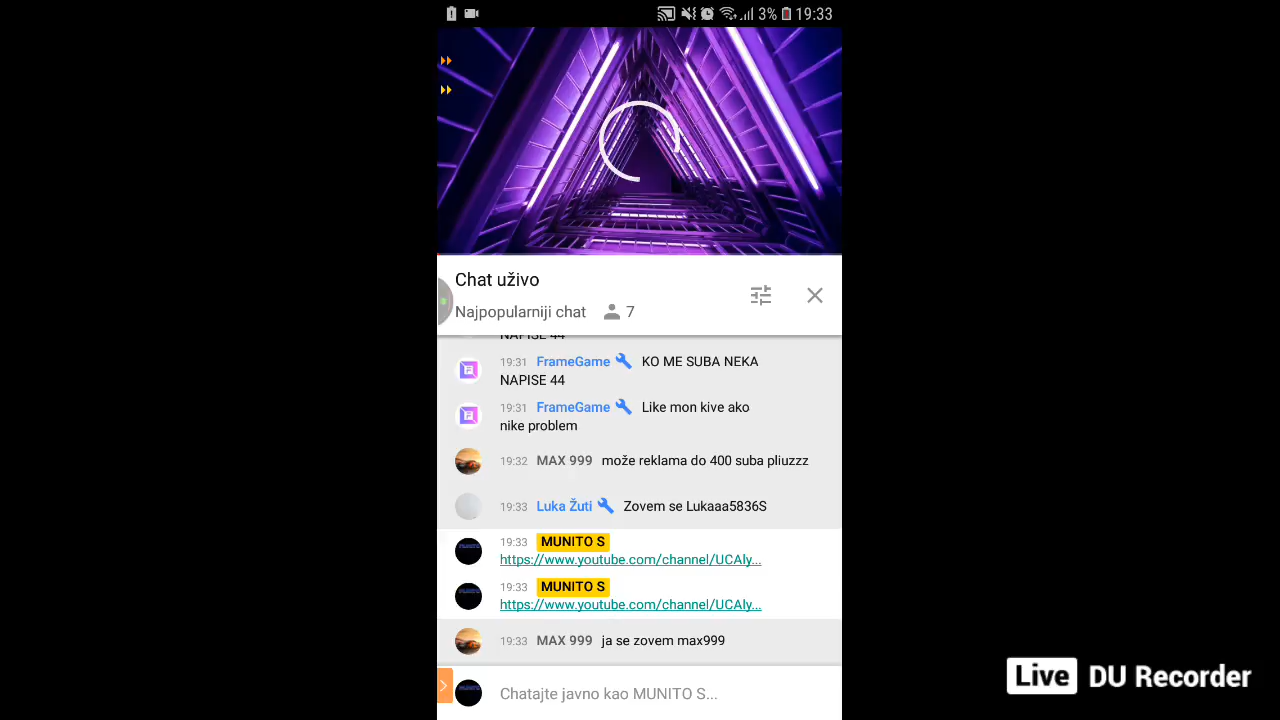 3% 19:33
Chat uživo
Najpopularniji chat 7
NAPISE 44
19:31 FrameGame KO ME SUBA NEKA
NAPISE 44
19:31 FrameGame Like mon kive ako
nike problem
19:32 MAX 999 može reklama do 400 suba pliuzzz
19:33 Luka Žuti Zovem se Lukaaa5836S
19:33 MUNITO S
https://www.youtube.com/channel/UCAly...
19:33 MUNITO S
https://www.youtube.com/channel/UCAly...
19:33 MAX 999 ja se zovem max999
Chatajte javno kao MUNITO S...
Live DU Recorder